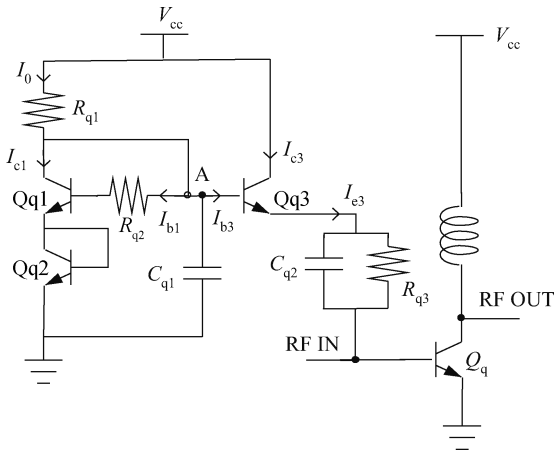 Vcc
Vcc
I0
Rq1
Ic1
A
Ic3
Qq1
Qq3
Ie3
Rq2
Ib1
Ib3
Qq2
Cq1
Cq2
Rq3
RF OUT
RF IN
Qq